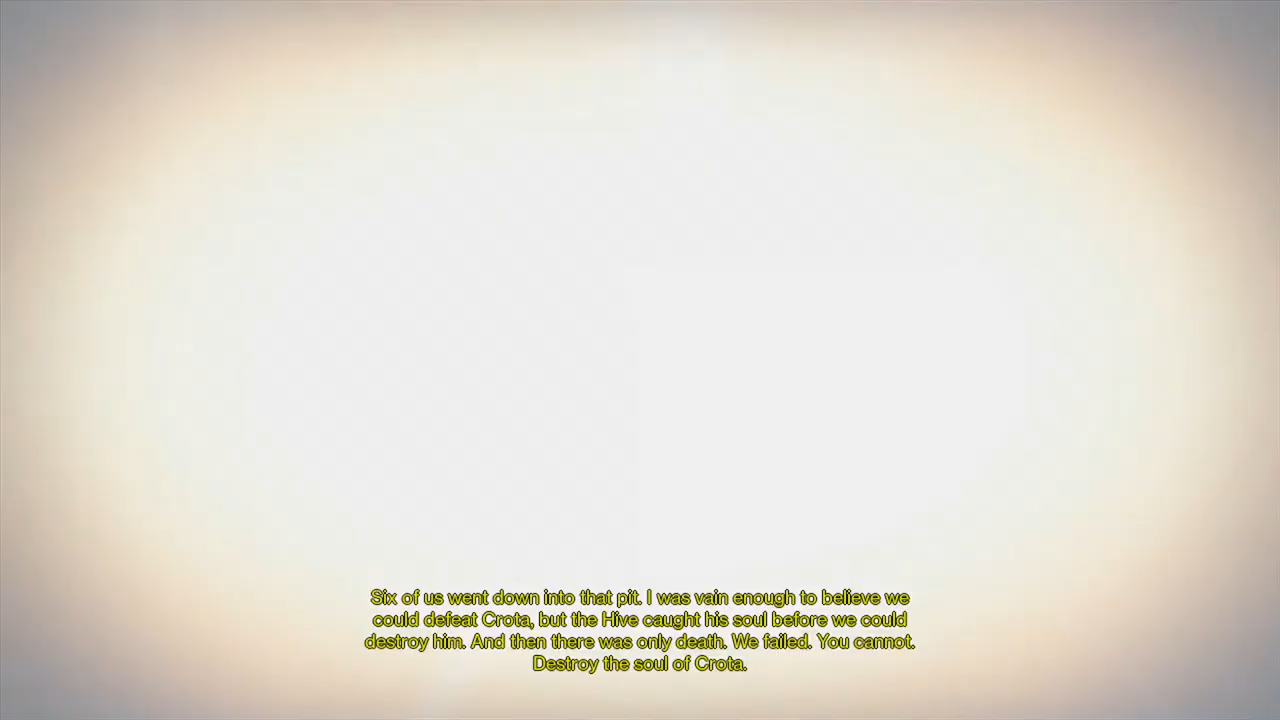 Six of us went down into that pit. I was vain enough to believe we
could defeat Crota, but the Hive caught his soul before we could
destroy him. And then there was only death. We failed. You cannot.
Destroy the soul of Crota.